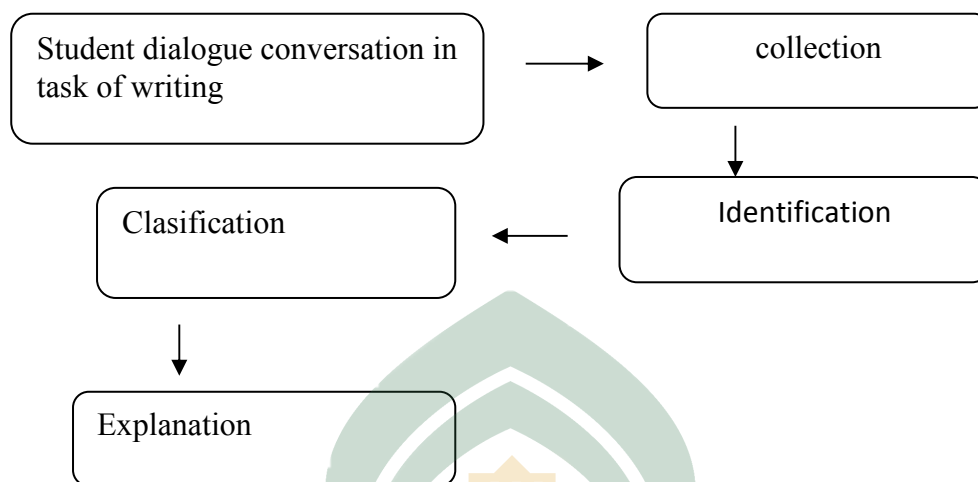 Student dialogue conversation in
task of writing
collection
Identification
Clasification
Explanation